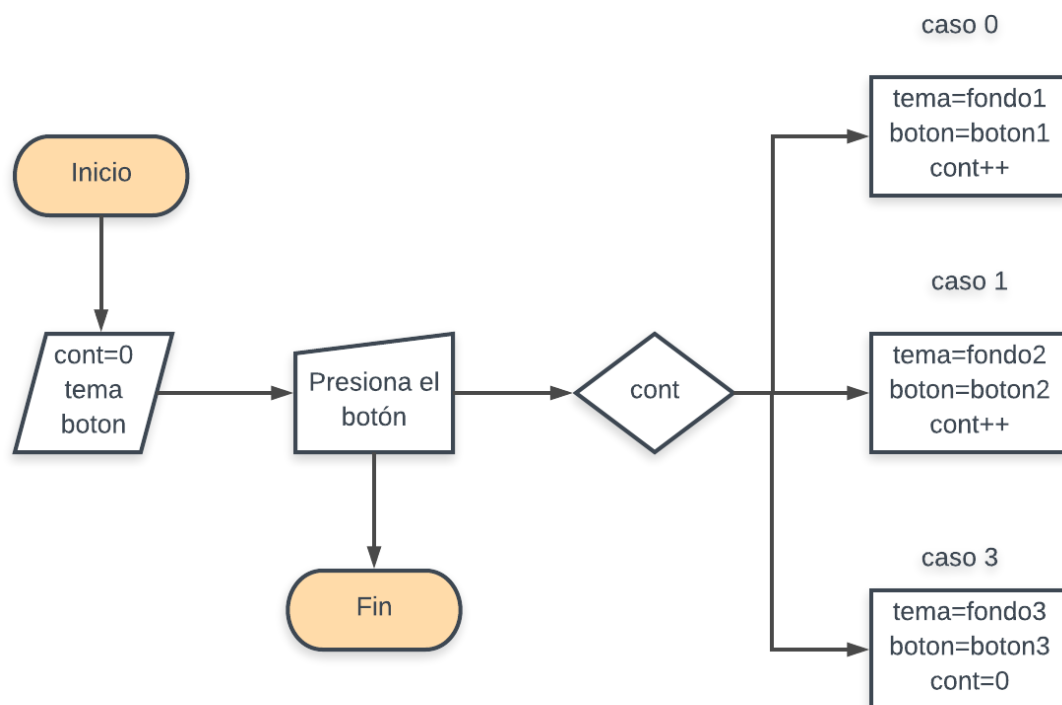 Inicio
cont=0
tema
boton
Presiona el
botón
Fin
cont
caso 0
tema=fondo1
boton=boton1
cont++
caso 1
tema=fondo2
boton=boton2
cont++
caso 3
tema=fondo3
boton=boton3
cont=0